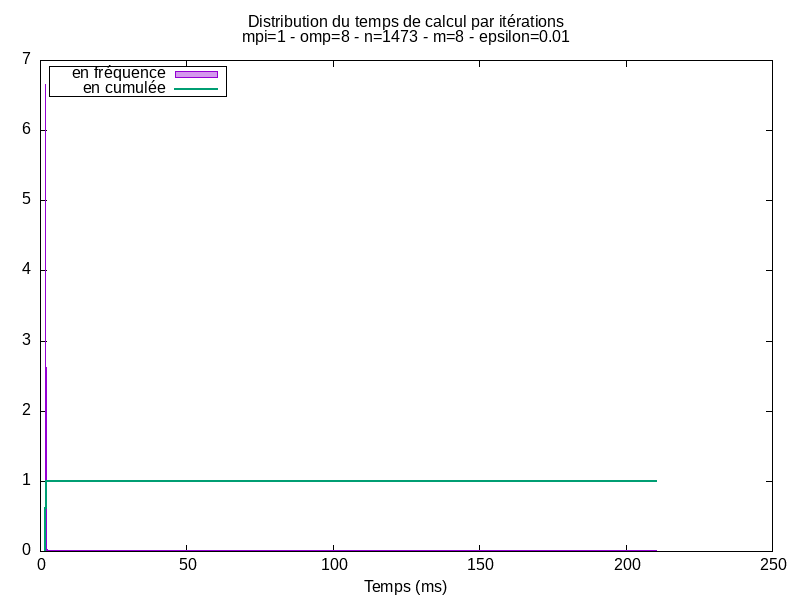 Distribution du temps de calcul par itérations
mpi=1 - omp=8 - n=1473 - m=8 - epsilon=0.01
en fréquence
en cumulée
7
6
5
4
3
2
1
0
0 50 100 150 200 250
Temps (ms)